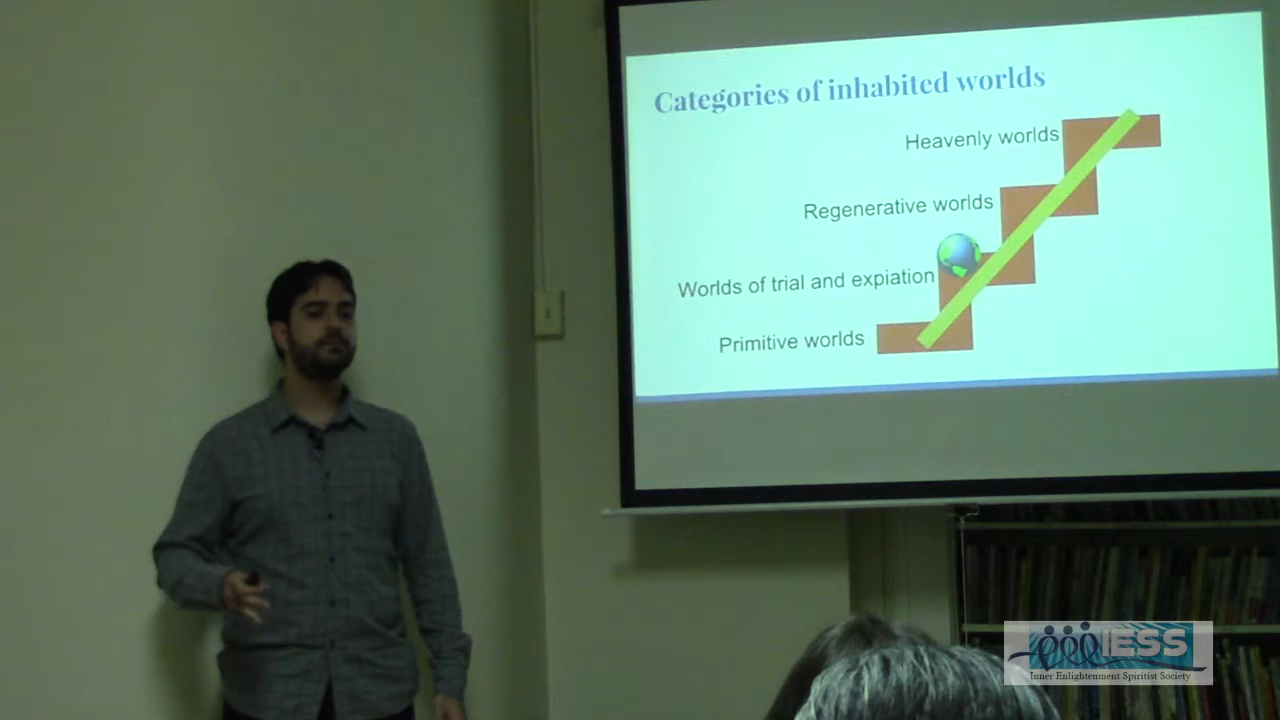 Categories of inhabited worlds
Heavenly worlds
Regenerative worlds
Worlds of trial and expiation
Primitive worlds
IESS
Inner Enlightenment Spiritist Society